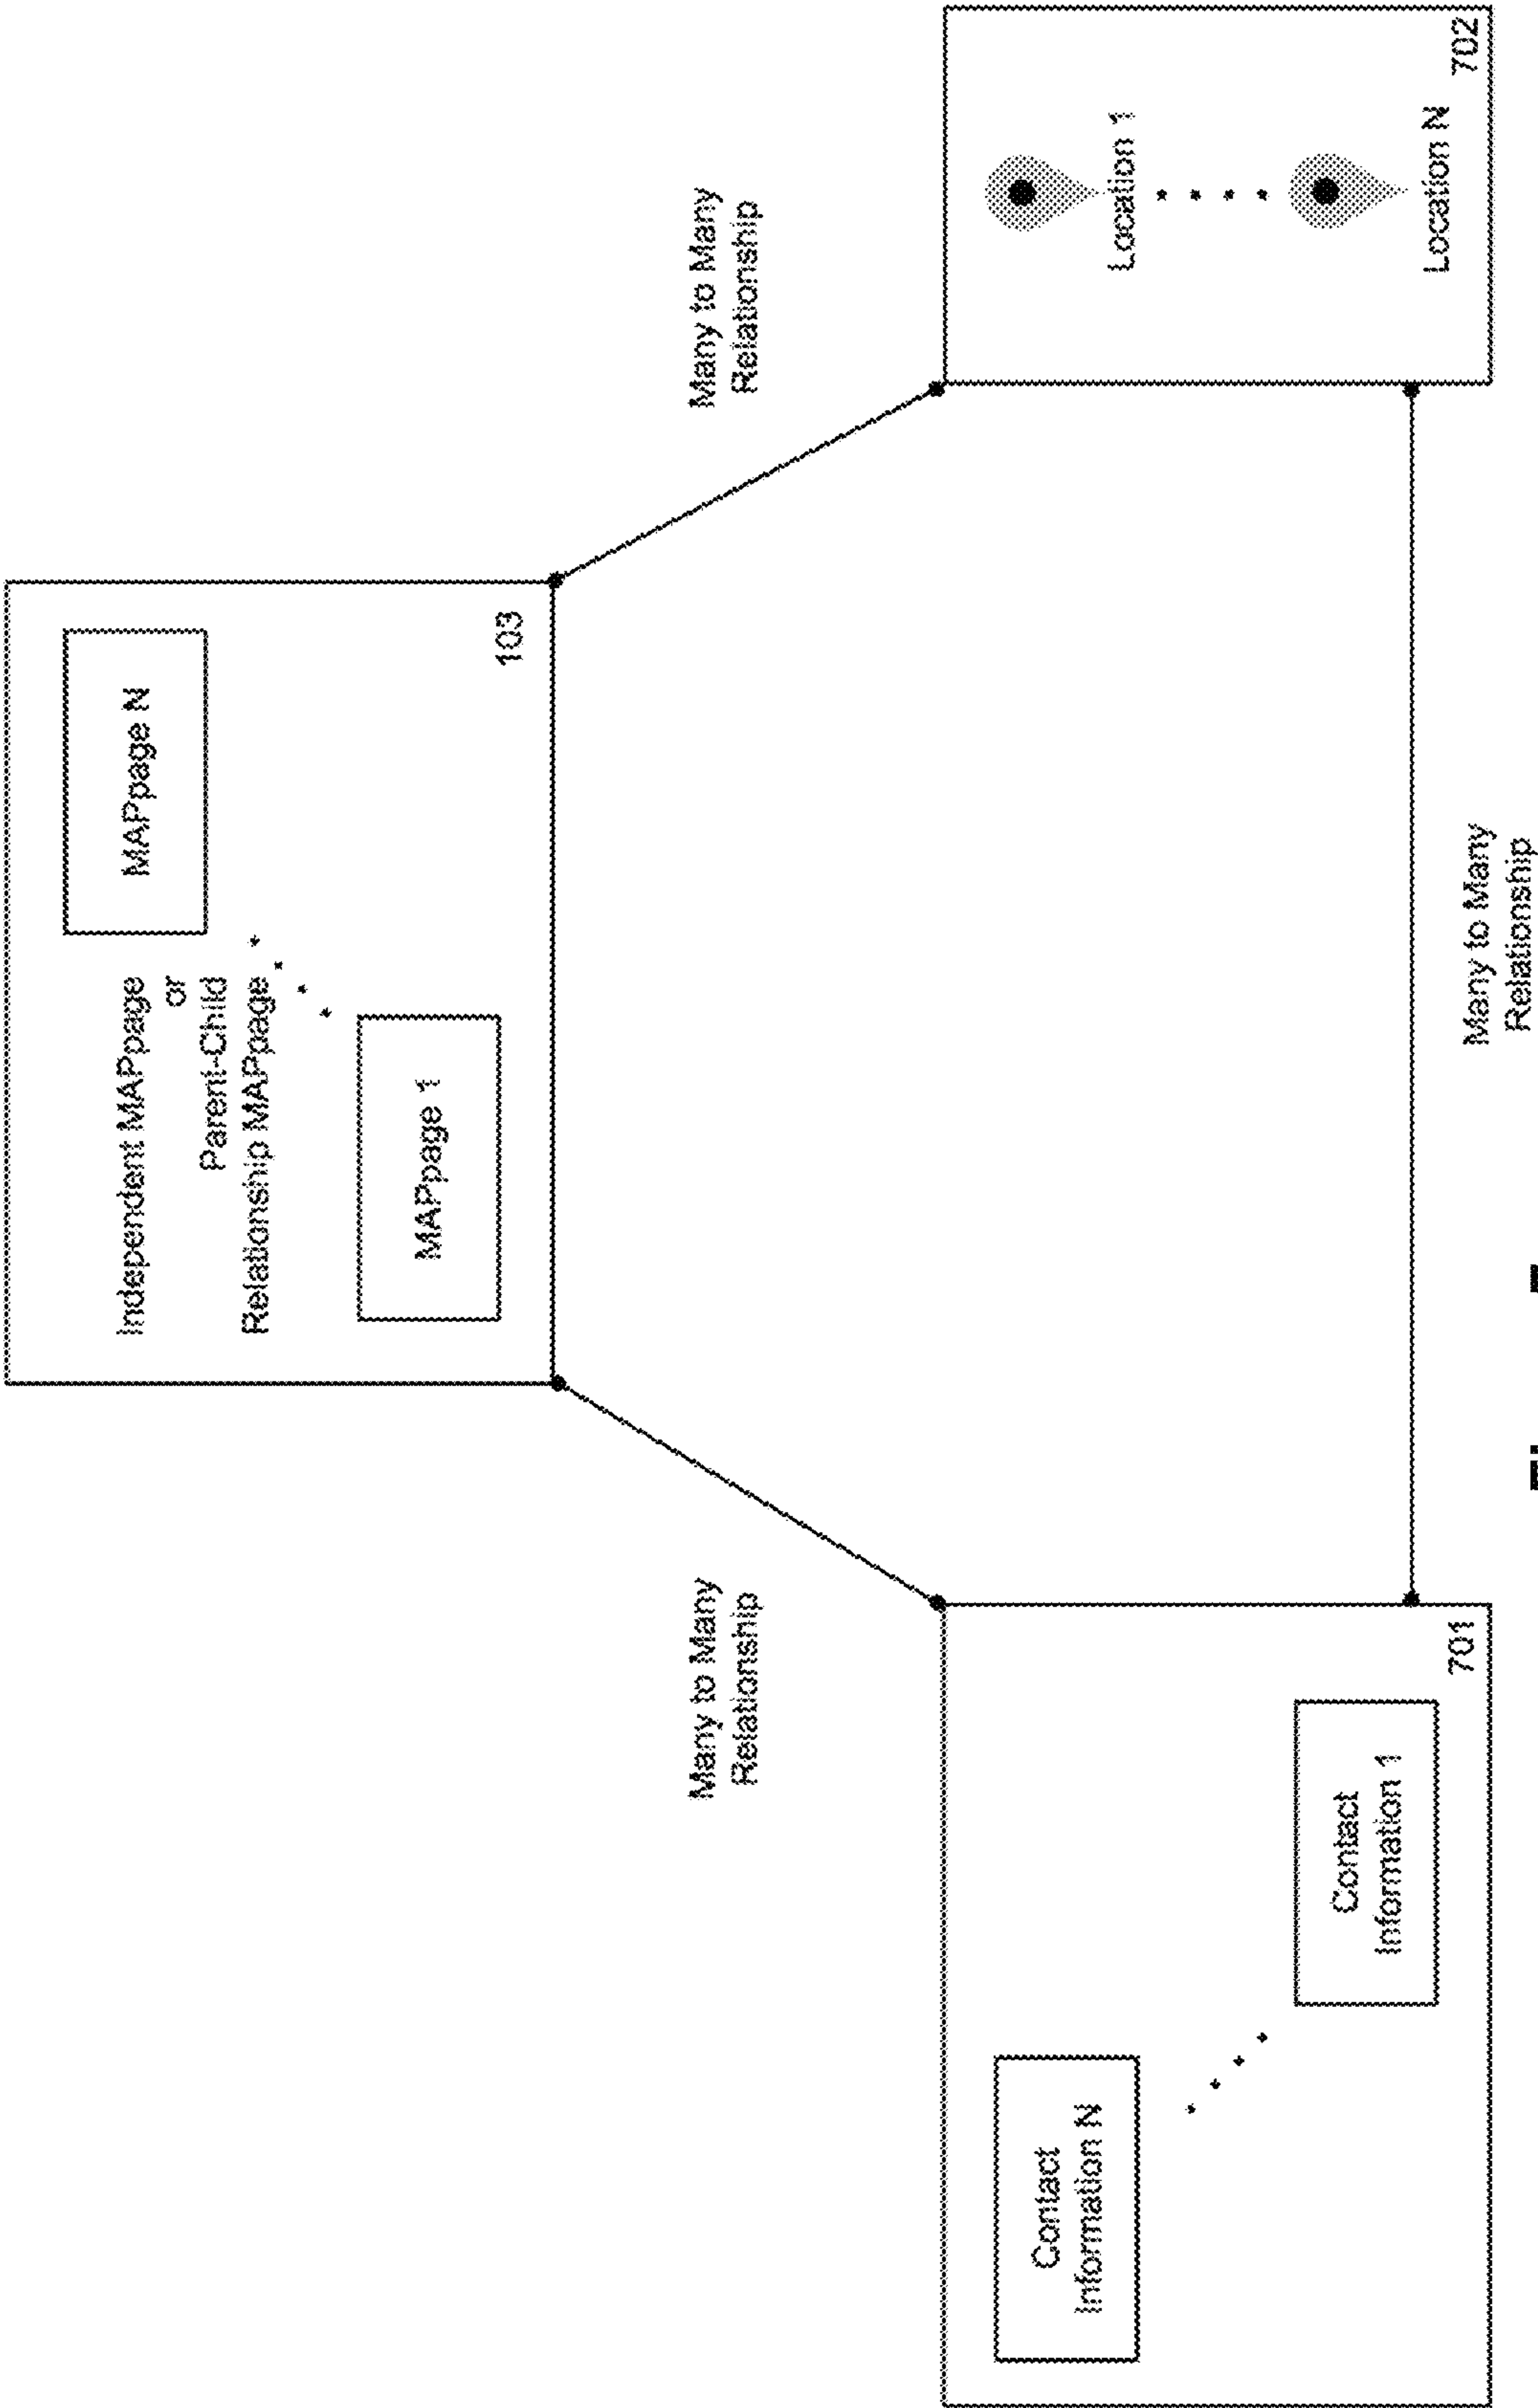 Independent MAPpage
or
Parent-Child
Relationship MAPpage
MAPpage N
MAPpage 1
103
Many to Many
Relationship
Many to Many
Relationship
Contact
Information N
Contact
Information 1
701
Location 1
Location N
702
Many to Many
Relationship